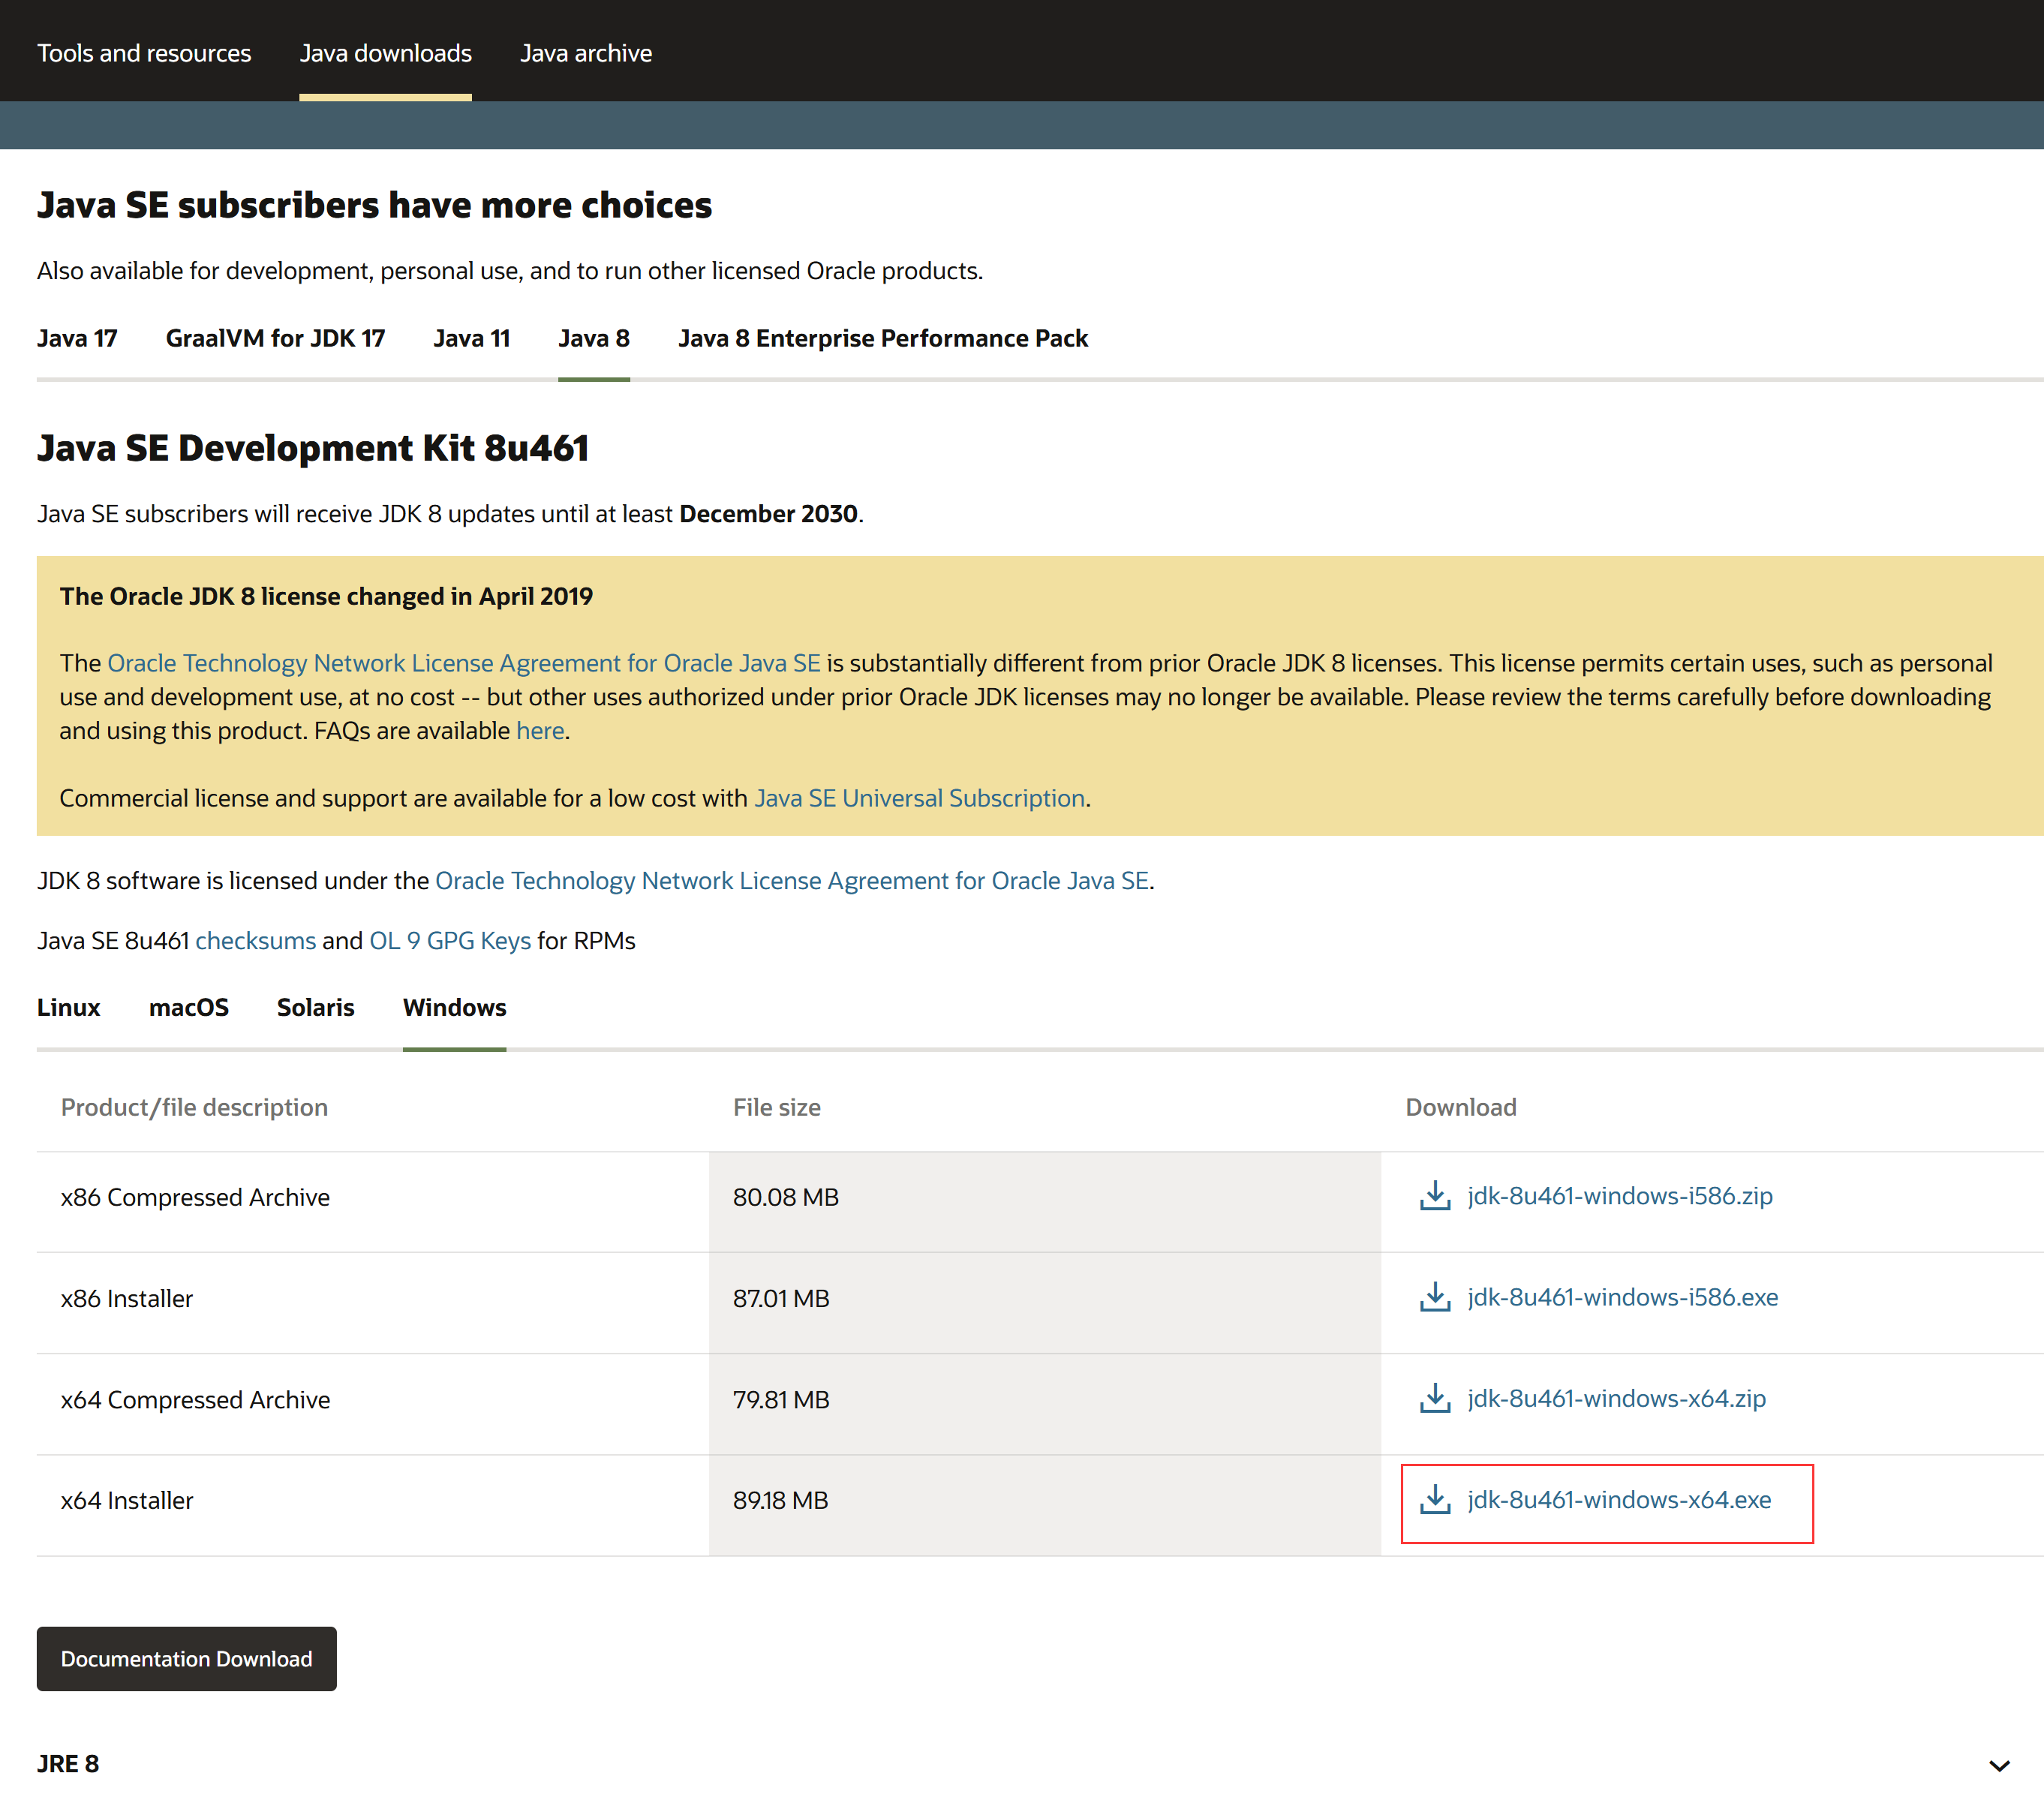 Tools and resources Java downloads Java archive
Java SE subscribers have more choices
Also available for development, personal use, and to run other licensed Oracle products.
Java 17 GraalVM for JDK 17 Java 11 Java 8 Java 8 Enterprise Performance Pack
Java SE Development Kit 8u461
Java SE subscribers will receive JDK 8 updates until at least December 2030.
The Oracle JDK 8 license changed in April 2019
The Oracle Technology Network License Agreement for Oracle Java SE is substantially different from prior Oracle JDK 8 licenses. This license permits certain uses, such as personal
use and development use, at no cost -- but other uses authorized under prior Oracle JDK licenses may no longer be available. Please review the terms carefully before downloading
and using this product. FAQs are available here.
Commercial license and support are available for a low cost with Java SE Universal Subscription.
JDK 8 software is licensed under the Oracle Technology Network License Agreement for Oracle Java SE.
Java SE 8u461 checksums and OL 9 GPG Keys for RPMs
Linux macOS Solaris Windows
Product/file description File size Download
x86 Compressed Archive 80.08 MB jdk-8u461-windows-i586.zip
x86 Installer 87.01 MB jdk-8u461-windows-i586.exe
x64 Compressed Archive 79.81 MB jdk-8u461-windows-x64.zip
x64 Installer 89.18 MB jdk-8u461-windows-x64.exe
Documentation Download
JRE 8